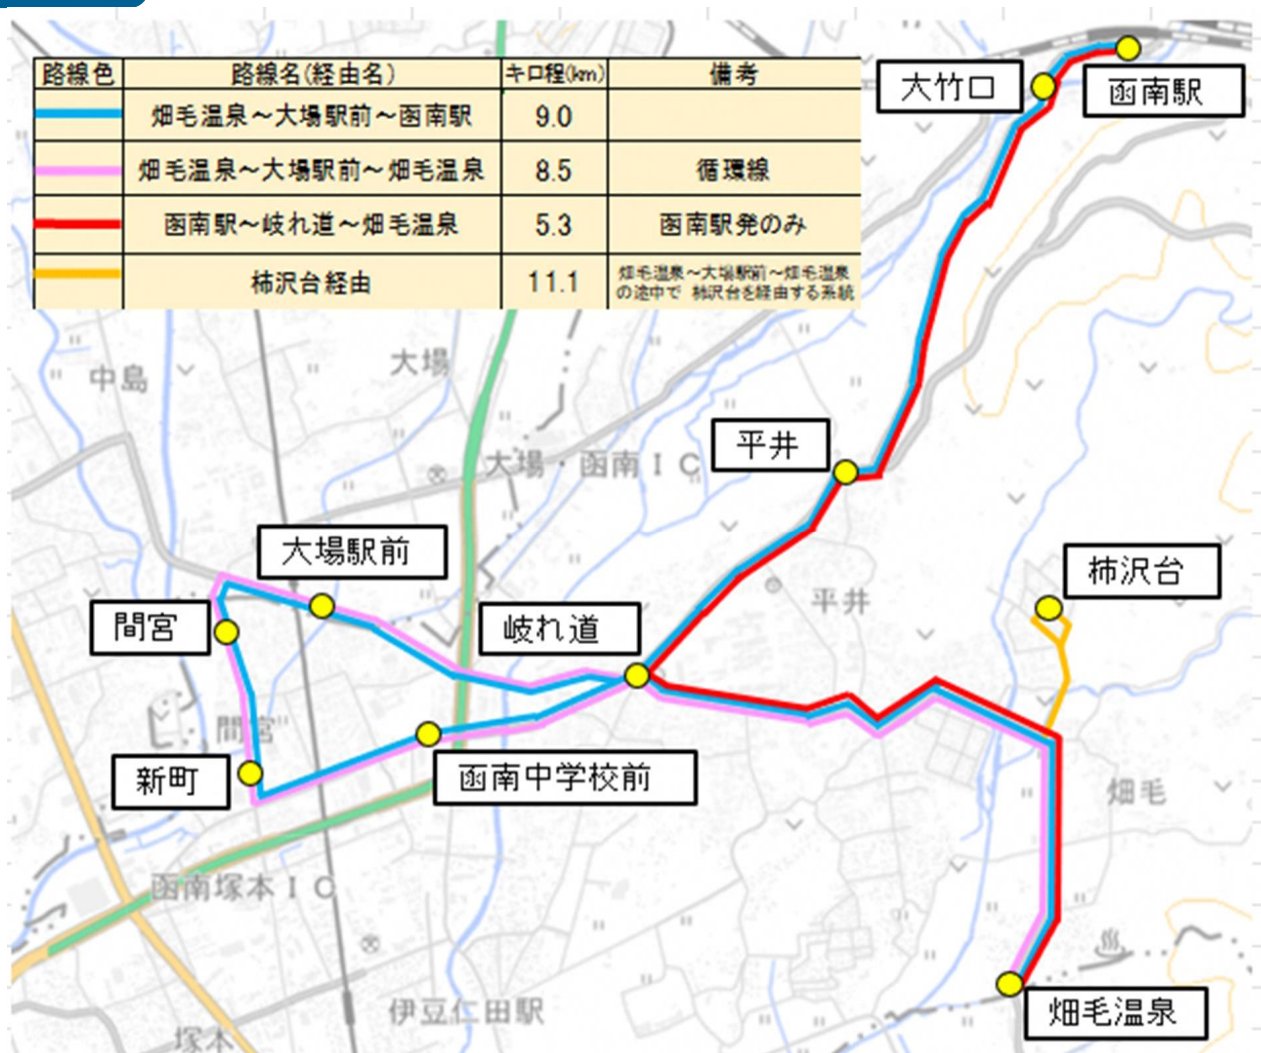 路線色 路線名(経由名) キロ程(km) 備考
畑毛温泉～大場駅前～函南駅 9.0
畑毛温泉～大場駅前～畑毛温泉 8.5 循環線
函南駅～岐れ道～畑毛温泉 5.3 函南駅発のみ
柿沢台経由 11.1 畑毛温泉～大場駅前～畑毛温泉
の途中で 柿沢台を経由する系統
大竹口
函南駅
中島
大場
平井
大場・函南IC
大場駅前
柿沢台
平井
間宮
岐れ道
間宮
新町
函南中学校前
畑毛
函南塚本IC
伊豆仁田駅
畑毛温泉
塚本